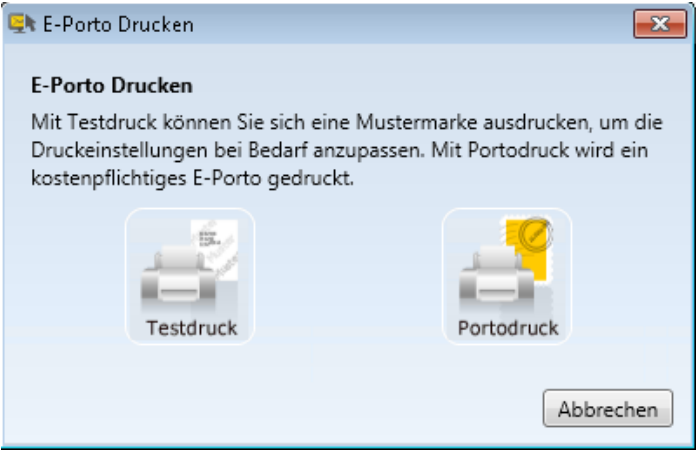 E-Porto Drucken
E-Porto Drucken
Mit Testdruck können Sie sich eine Mustermarke ausdrucken, um die
Druckeinstellungen bei Bedarf anzupassen. Mit Portodruck wird ein
kostenpflichtiges E-Porto gedruckt.
Testdruck
Portodruck
Abbrechen